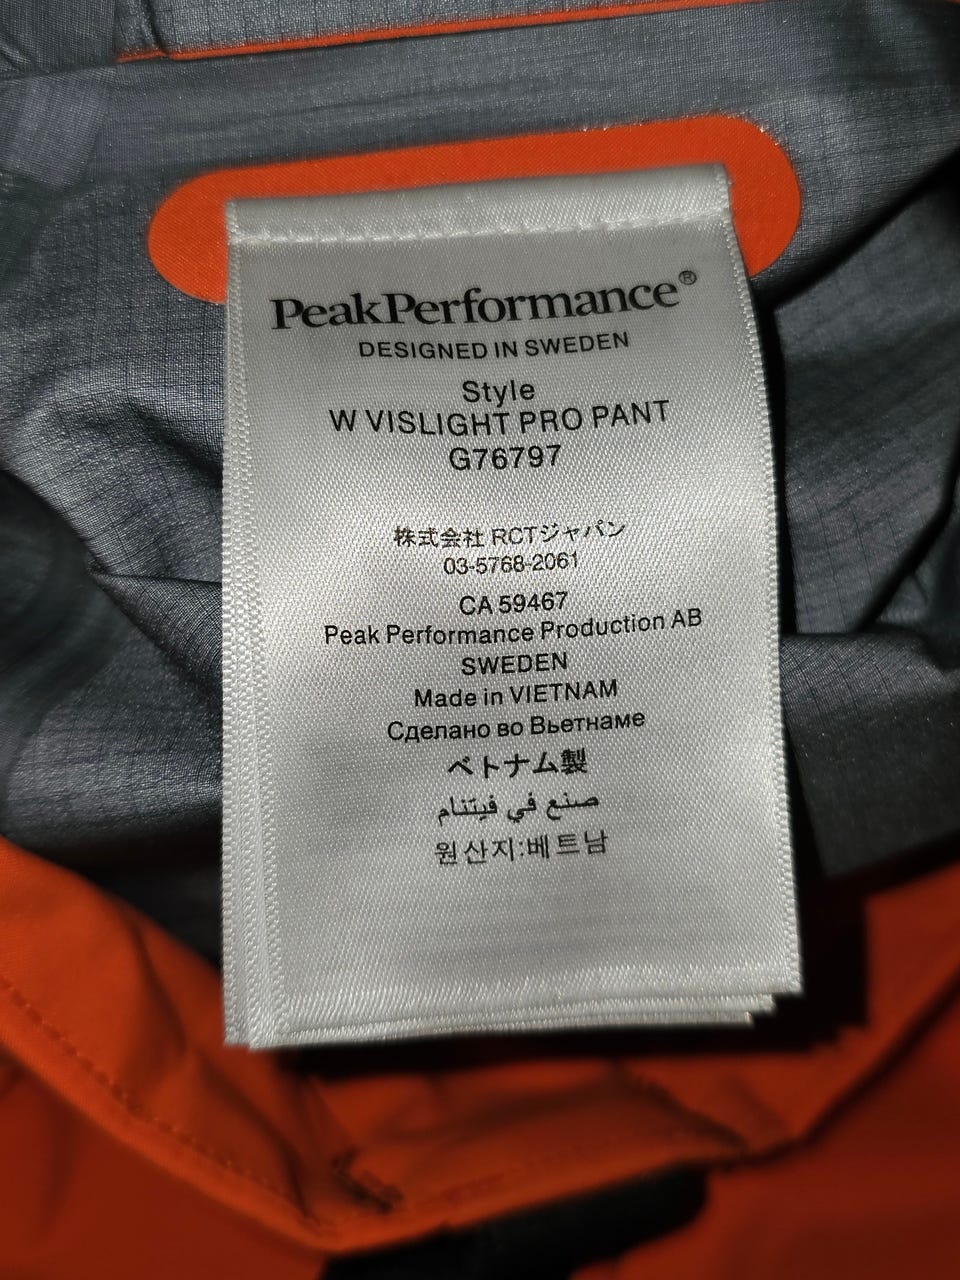 PeakPerformance®
DESIGNED IN SWEDEN
Style
W VISLIGHT PRO PANT
G76797
株式会社 RCTジャパン
03-5768-2061
CA 59467
Peak Performance Production AB
SWEDEN
Made in VIETNAM
Сделано во Вьетнаме
ベトナム製
صنع في فيتنام
원산지:베트남